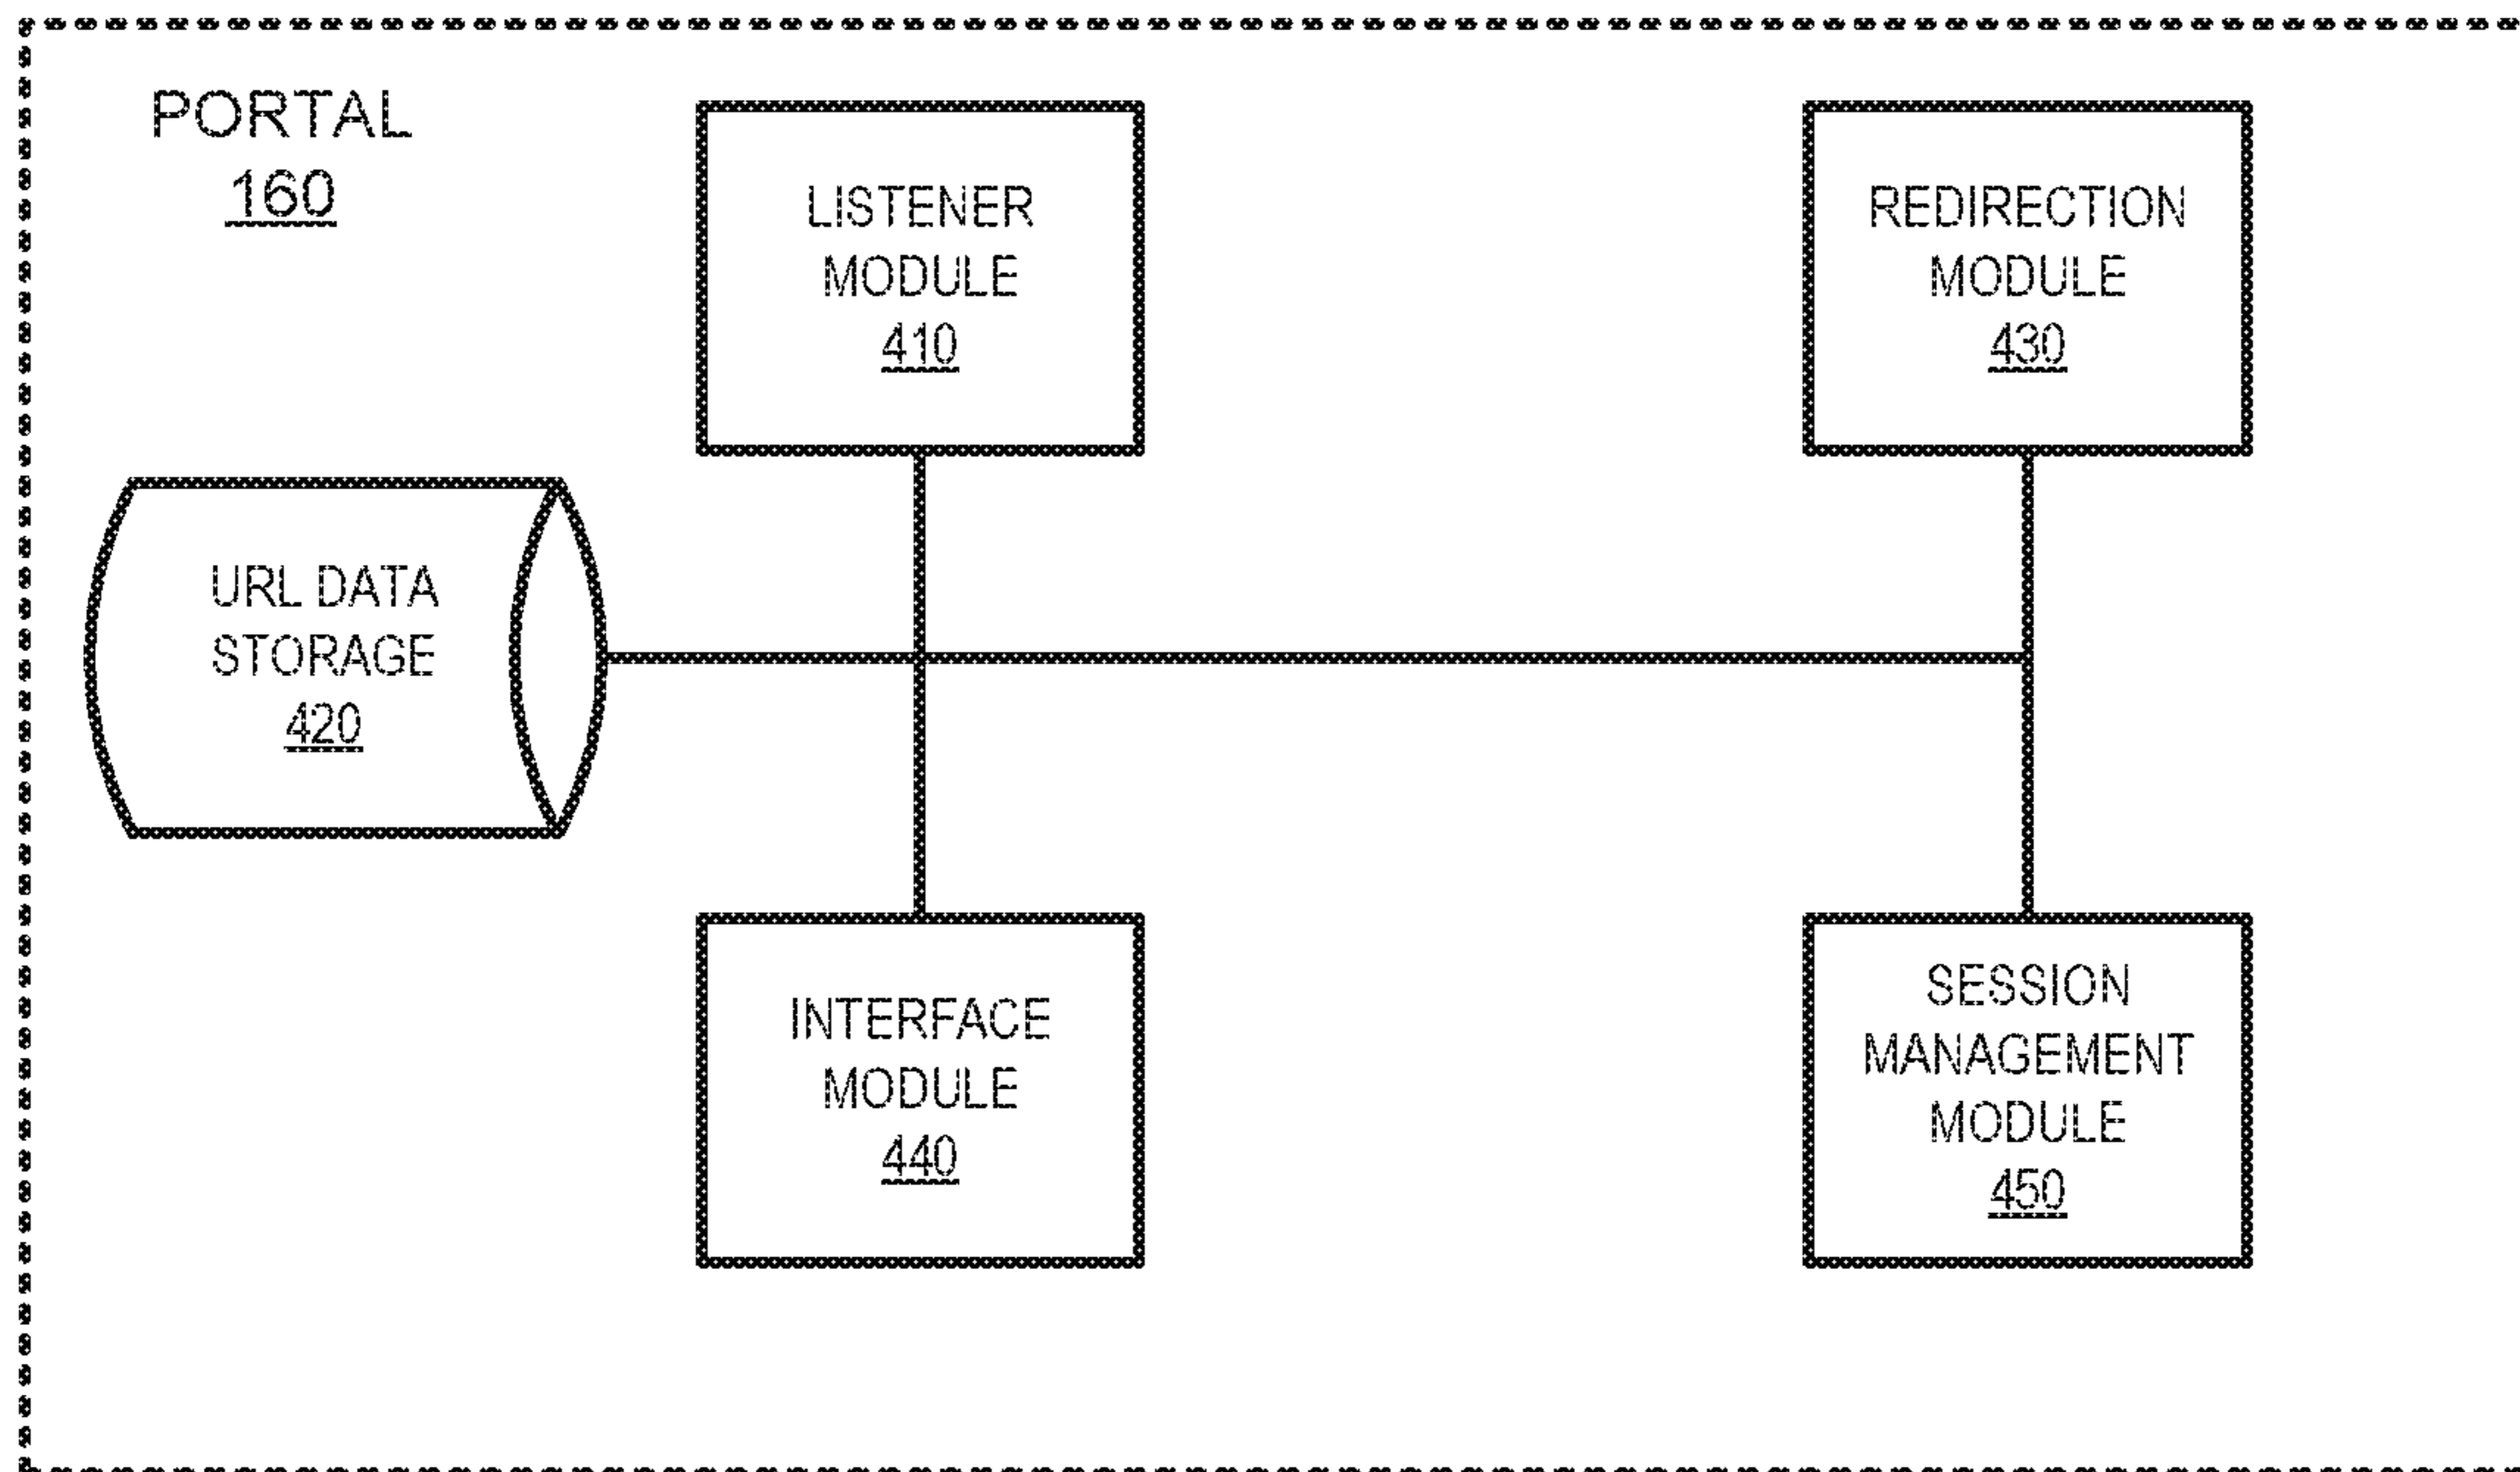 PORTAL
160
LISTENER
MODULE
410
REDIRECTION
MODULE
430
URL DATA
STORAGE
420
INTERFACE
MODULE
440
SESSION
MANAGEMENT
MODULE
450